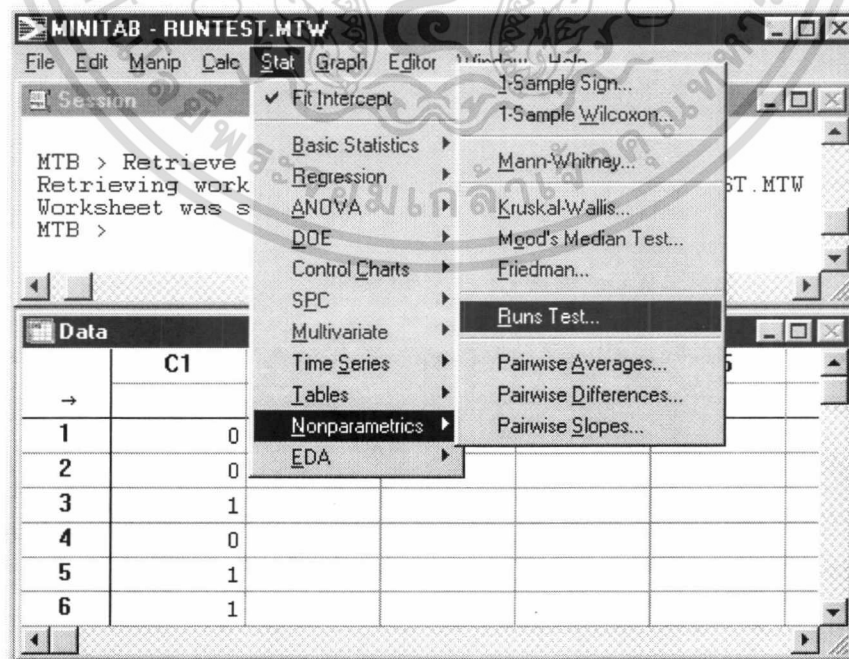 MINITAB - RUNTEST.MTW
File Edit Manip Calc Stat Graph Editor Window Help
Session
MTB > Retrieve
Retrieving work
ST.MTW
Worksheet was s
MTB >
✓ Fit Intercept
Basic Statistics
Regression
ANOVA
DOE
Control Charts
SPC
Multivariate
Time Series
Tables
Nonparametrics
EDA
1-Sample Sign...
1-Sample Wilcoxon...
Mann-Whitney...
Kruskal-Wallis...
Mood's Median Test...
Friedman...
Runs Test...
Pairwise Averages...
Pairwise Differences...
Pairwise Slopes...
Data
C1
5
→
1 0
2 0
3 1
4 0
5 1
6 1